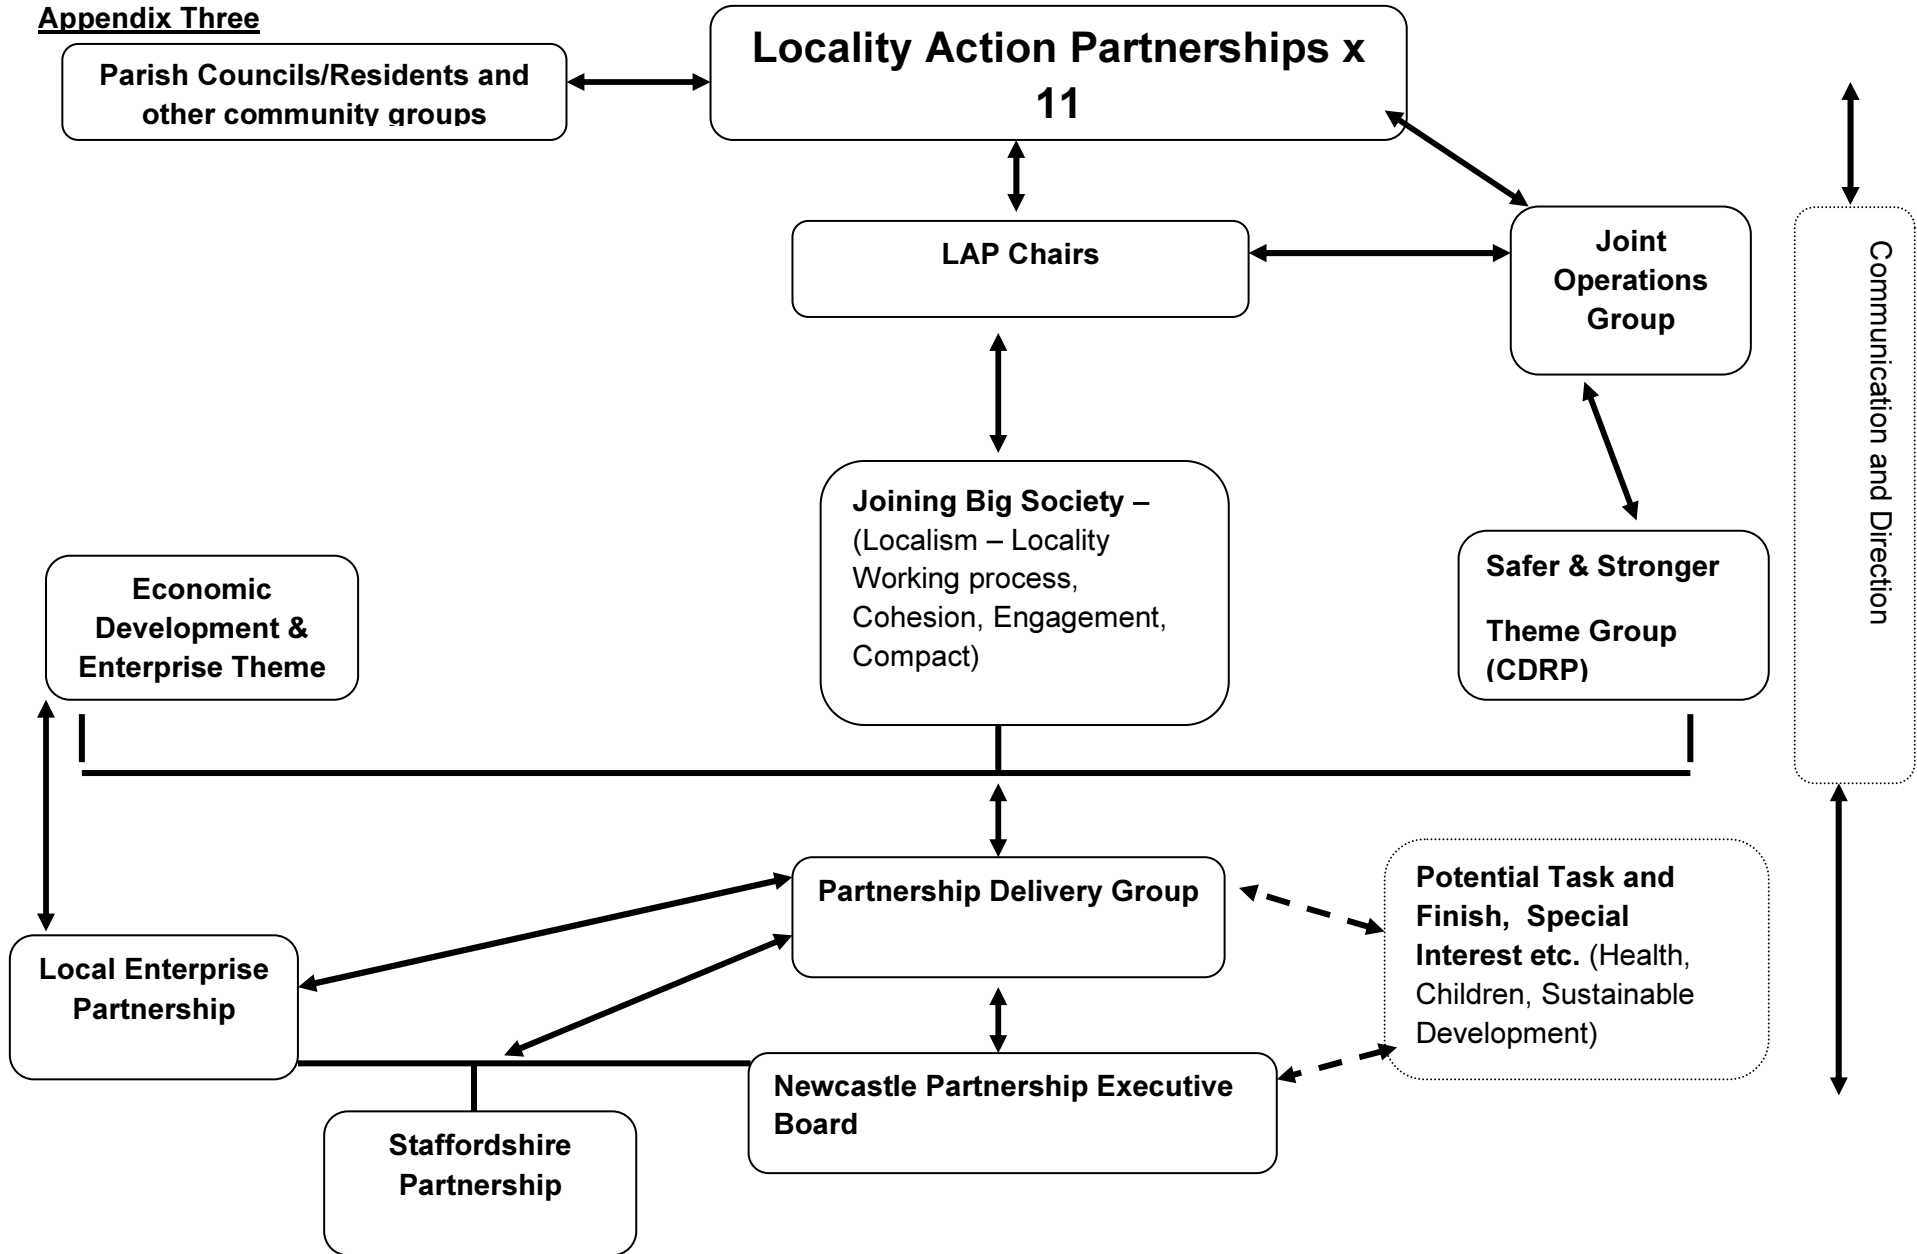 Appendix Three
Parish Councils/Residents and
other community groups
Locality Action Partnerships x
11
LAP Chairs
Joint
Operations
Group
Communication and Direction
Joining Big Society –
(Localism – Locality
Working process,
Cohesion, Engagement,
Compact)
Economic
Development &
Enterprise Theme
Safer & Stronger
Theme Group
(CDRP)
Partnership Delivery Group
Potential Task and
Finish, Special
Interest etc. (Health,
Children, Sustainable
Development)
Local Enterprise
Partnership
Newcastle Partnership Executive
Board
Staffordshire
Partnership